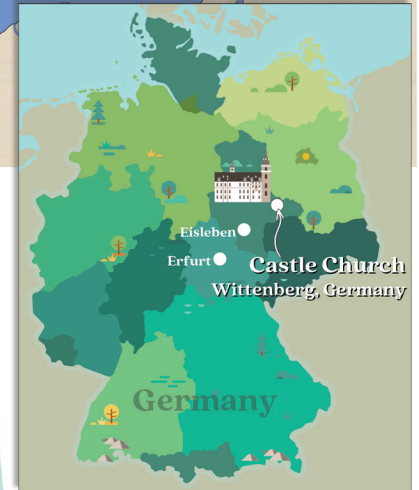 Eisleben
Erfurt
Castle Church
Wittenberg, Germany
Germany